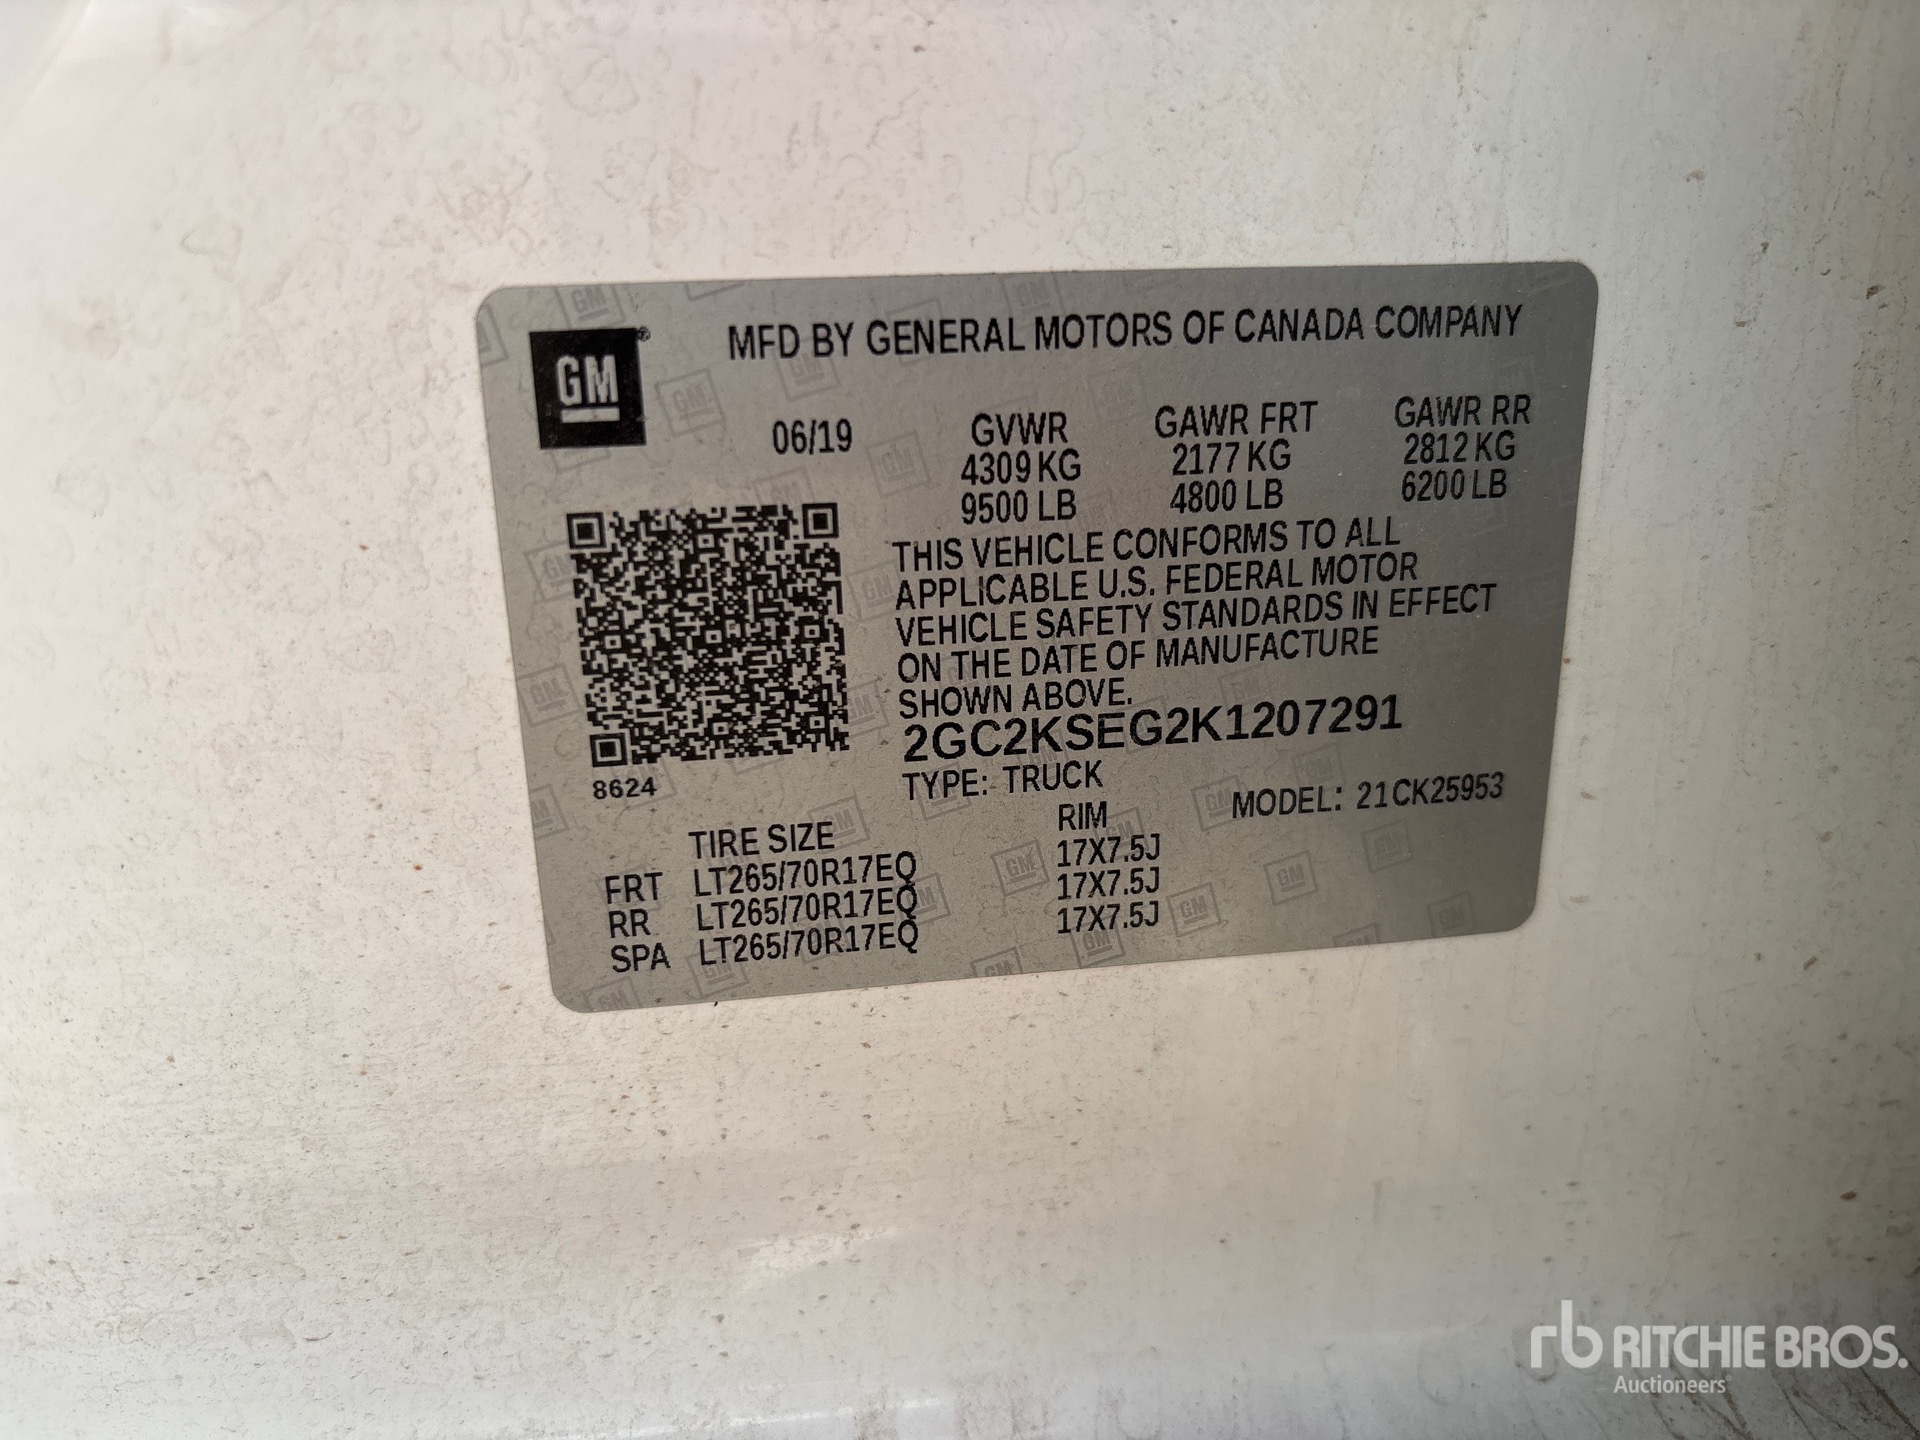 GM®
MFD BY GENERAL MOTORS OF CANADA COMPANY
06/19
GVWR GAWR FRT GAWR RR
4309 KG 2177 KG 2812 KG
9500 LB 4800 LB 6200 LB
THIS VEHICLE CONFORMS TO ALL
APPLICABLE U.S. FEDERAL MOTOR
VEHICLE SAFETY STANDARDS IN EFFECT
ON THE DATE OF MANUFACTURE
SHOWN ABOVE.
2GC2KSEG2K1207291
8624
TYPE: TRUCK
MODEL: 21CK25953
TIRE SIZE RIM
FRT LT265/70R17EQ 17X7.5J
RR LT265/70R17EQ 17X7.5J
SPA LT265/70R17EQ 17X7.5J
rb RITCHIE BROS.
Auctioneers